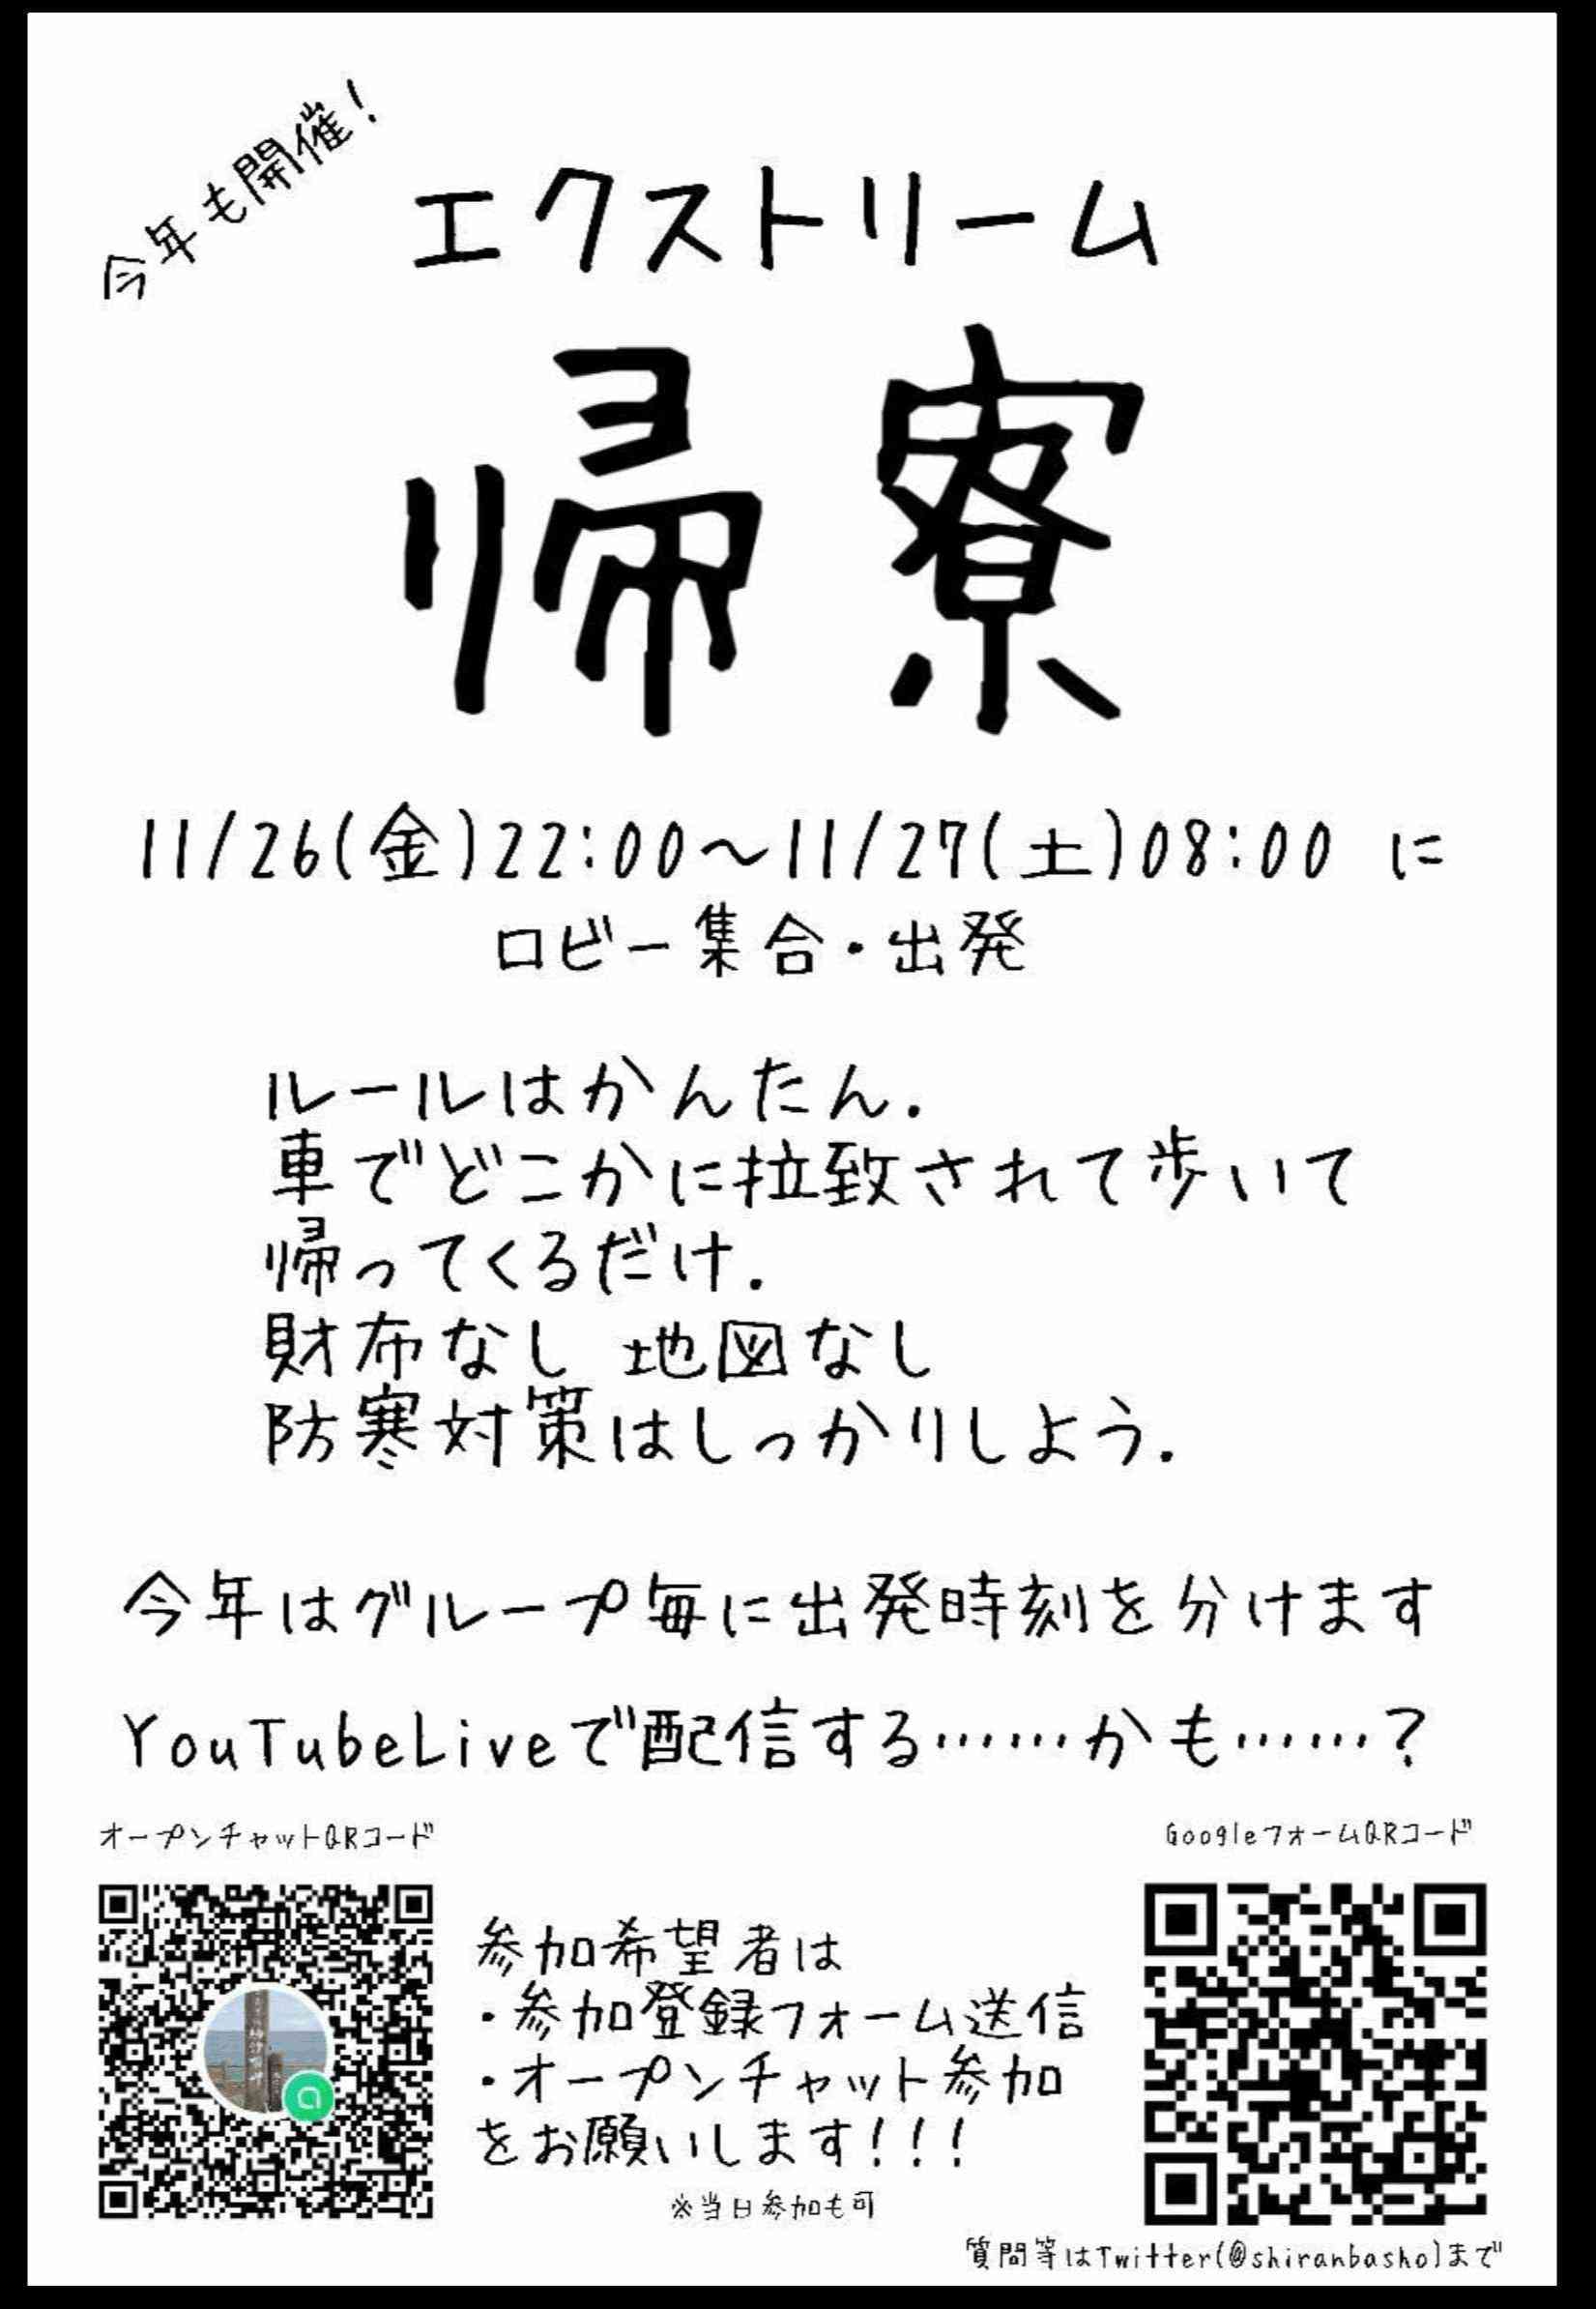 今年も開催！
エクストリーム
帰寮
11/26(金)22:00～11/27(土)08:00 に
ロビー集合・出発
ルールはかんたん．
車でどこかに拉致されて歩いて
帰ってくるだけ．
財布なし 地図なし
防寒対策はしっかりしよう．
今年はグループ毎に出発時刻を分けます
YouTubeLiveで配信する……かも……？
オープンチャットQRコード
GoogleフォームQRコード
参加希望者は
・参加登録フォーム送信
・オープンチャット参加
をお願いします！！！
※当日参加も可
質問等はTwitter(@shiranbasho)まで